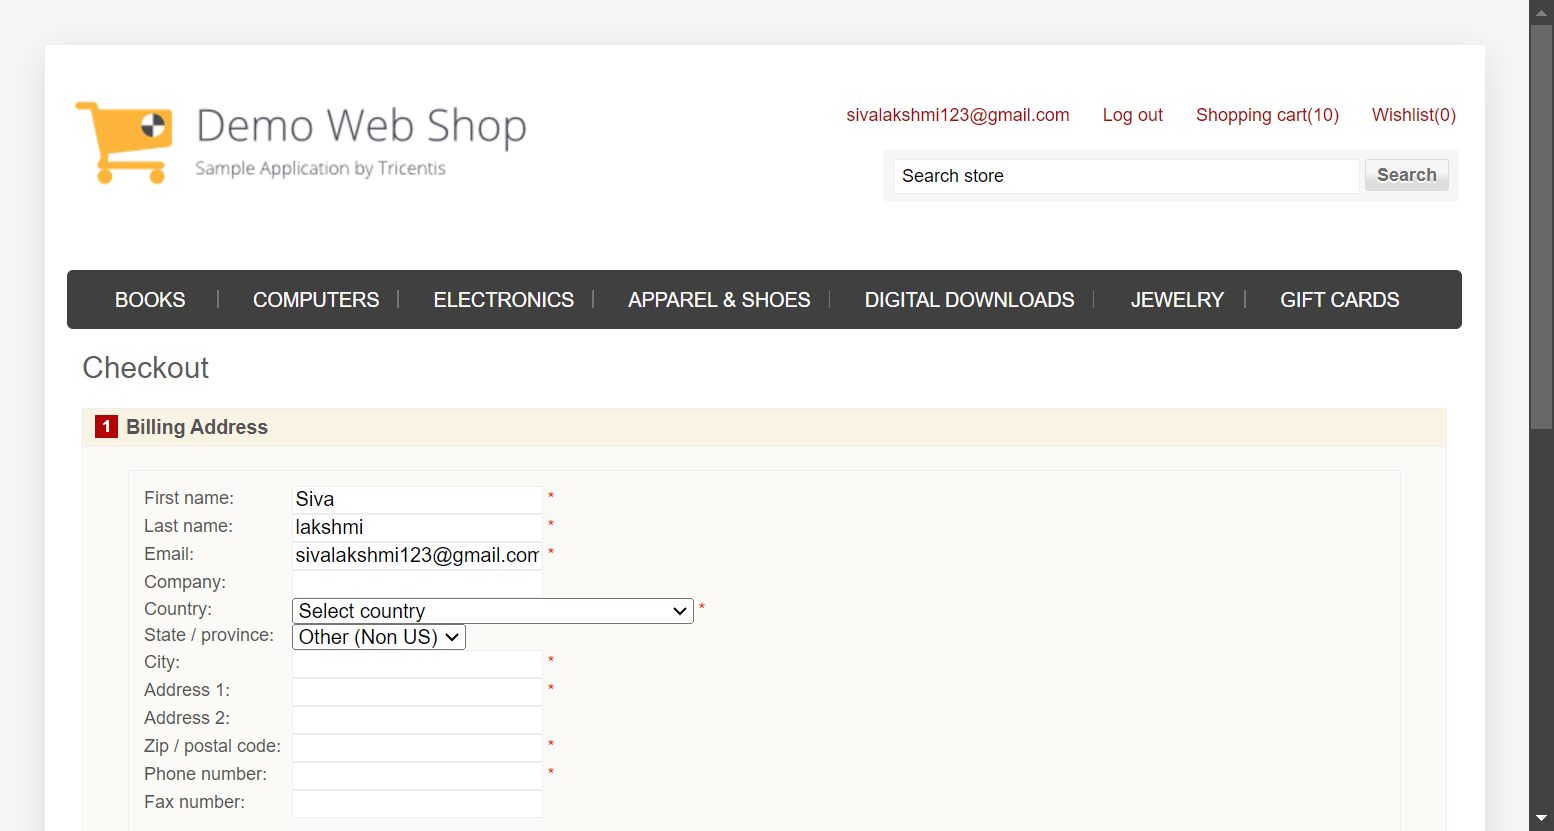 Demo Web Shop
Sample Application by Tricentis
sivalakshmi123@gmail.com Log out Shopping cart(10) Wishlist(0)
Search store Search
BOOKS COMPUTERS ELECTRONICS APPAREL & SHOES DIGITAL DOWNLOADS JEWELRY GIFT CARDS
Checkout
1 Billing Address
First name: Siva *
Last name: lakshmi *
Email: sivalakshmi123@gmail.com *
Company:
Country: Select country *
State / province: Other (Non US)
City: *
Address 1: *
Address 2:
Zip / postal code: *
Phone number: *
Fax number: